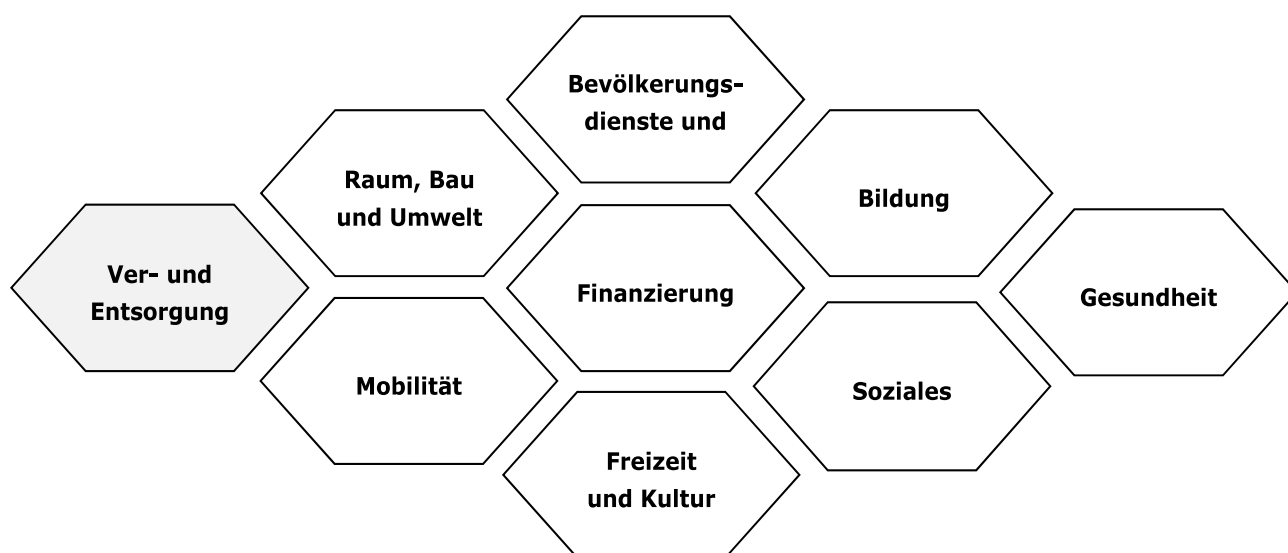 Bevölkerungs-
dienste und
Raum, Bau
und Umwelt
Bildung
Ver- und
Entsorgung
Finanzierung
Gesundheit
Mobilität
Soziales
Freizeit
und Kultur